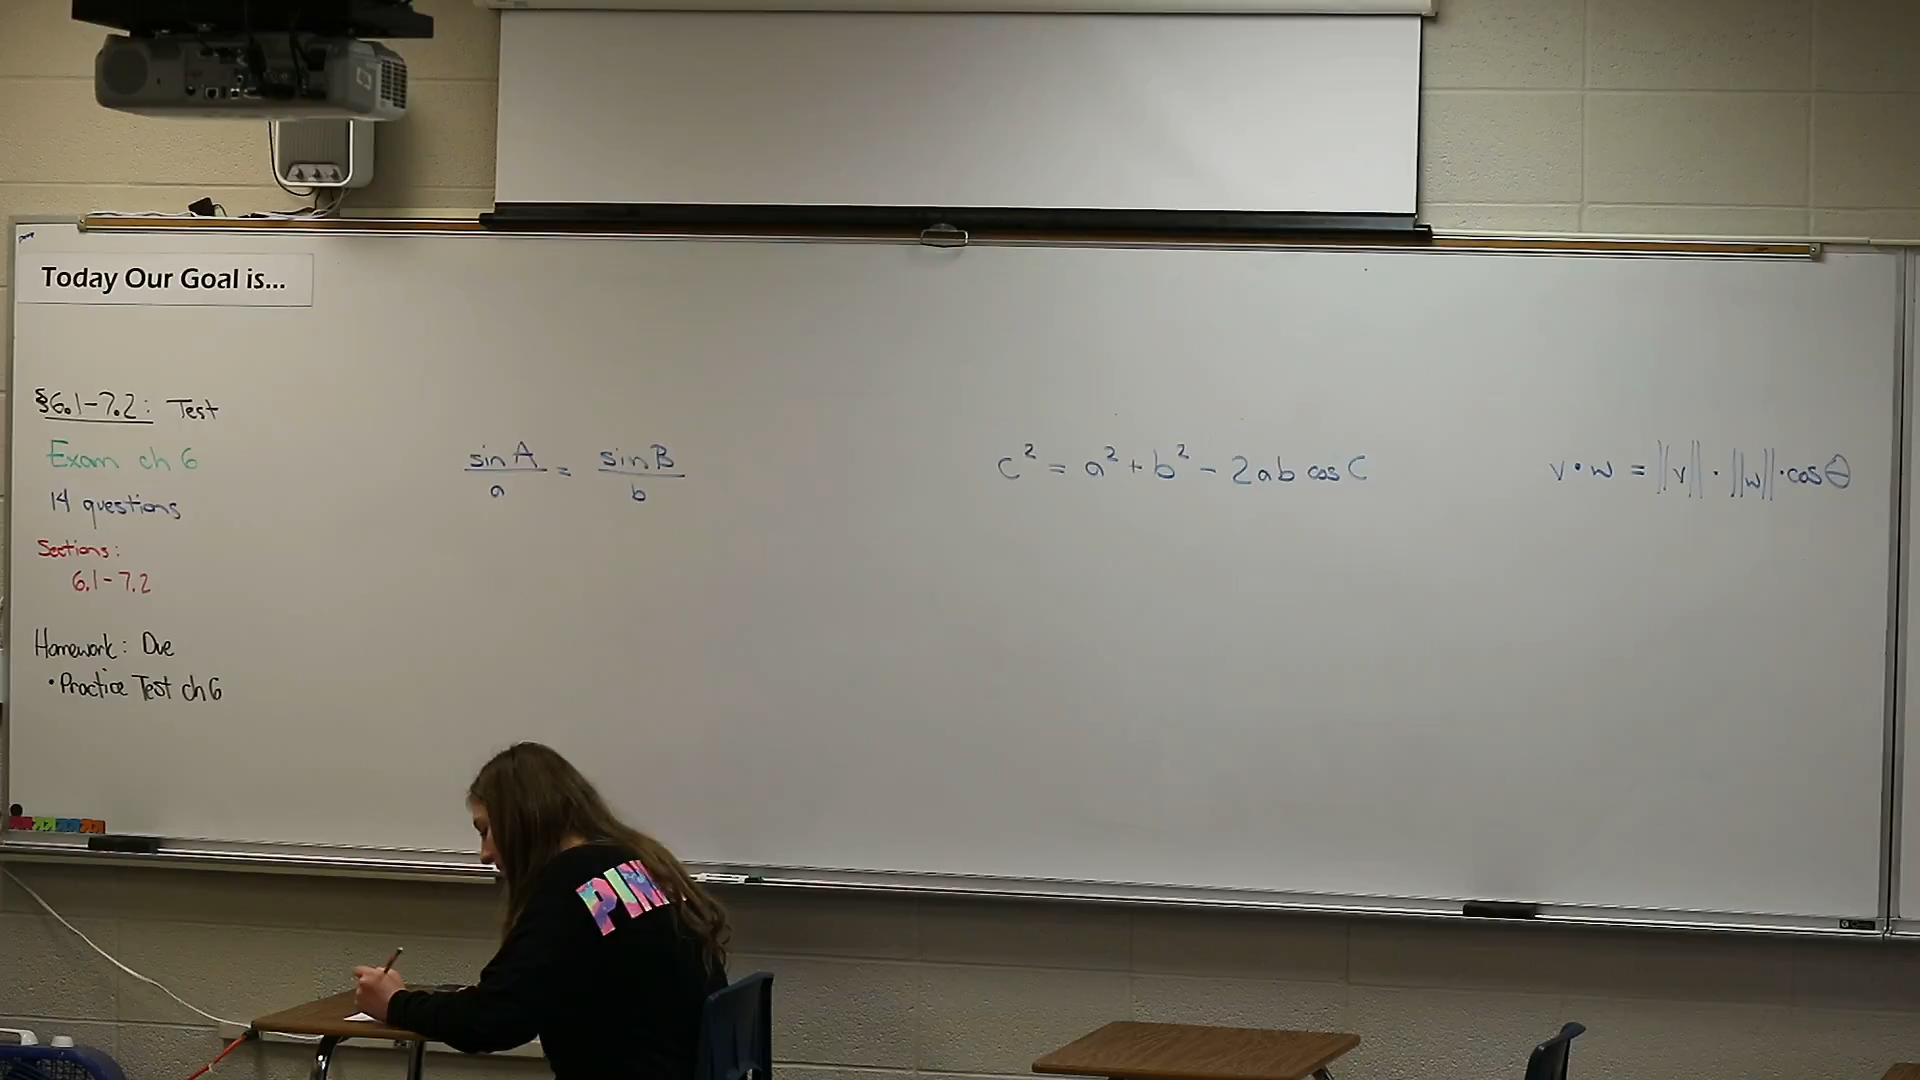 Today Our Goal is...
§6.1-7.2: Test
Exam ch 6
14 questions
Sections:
6.1-7.2
Homework: Due
• Practice Test ch 6
sin A / a = sin B / b
c² = a² + b² - 2ab cos C
v • w = ||v|| • ||w|| • cos θ
PIN